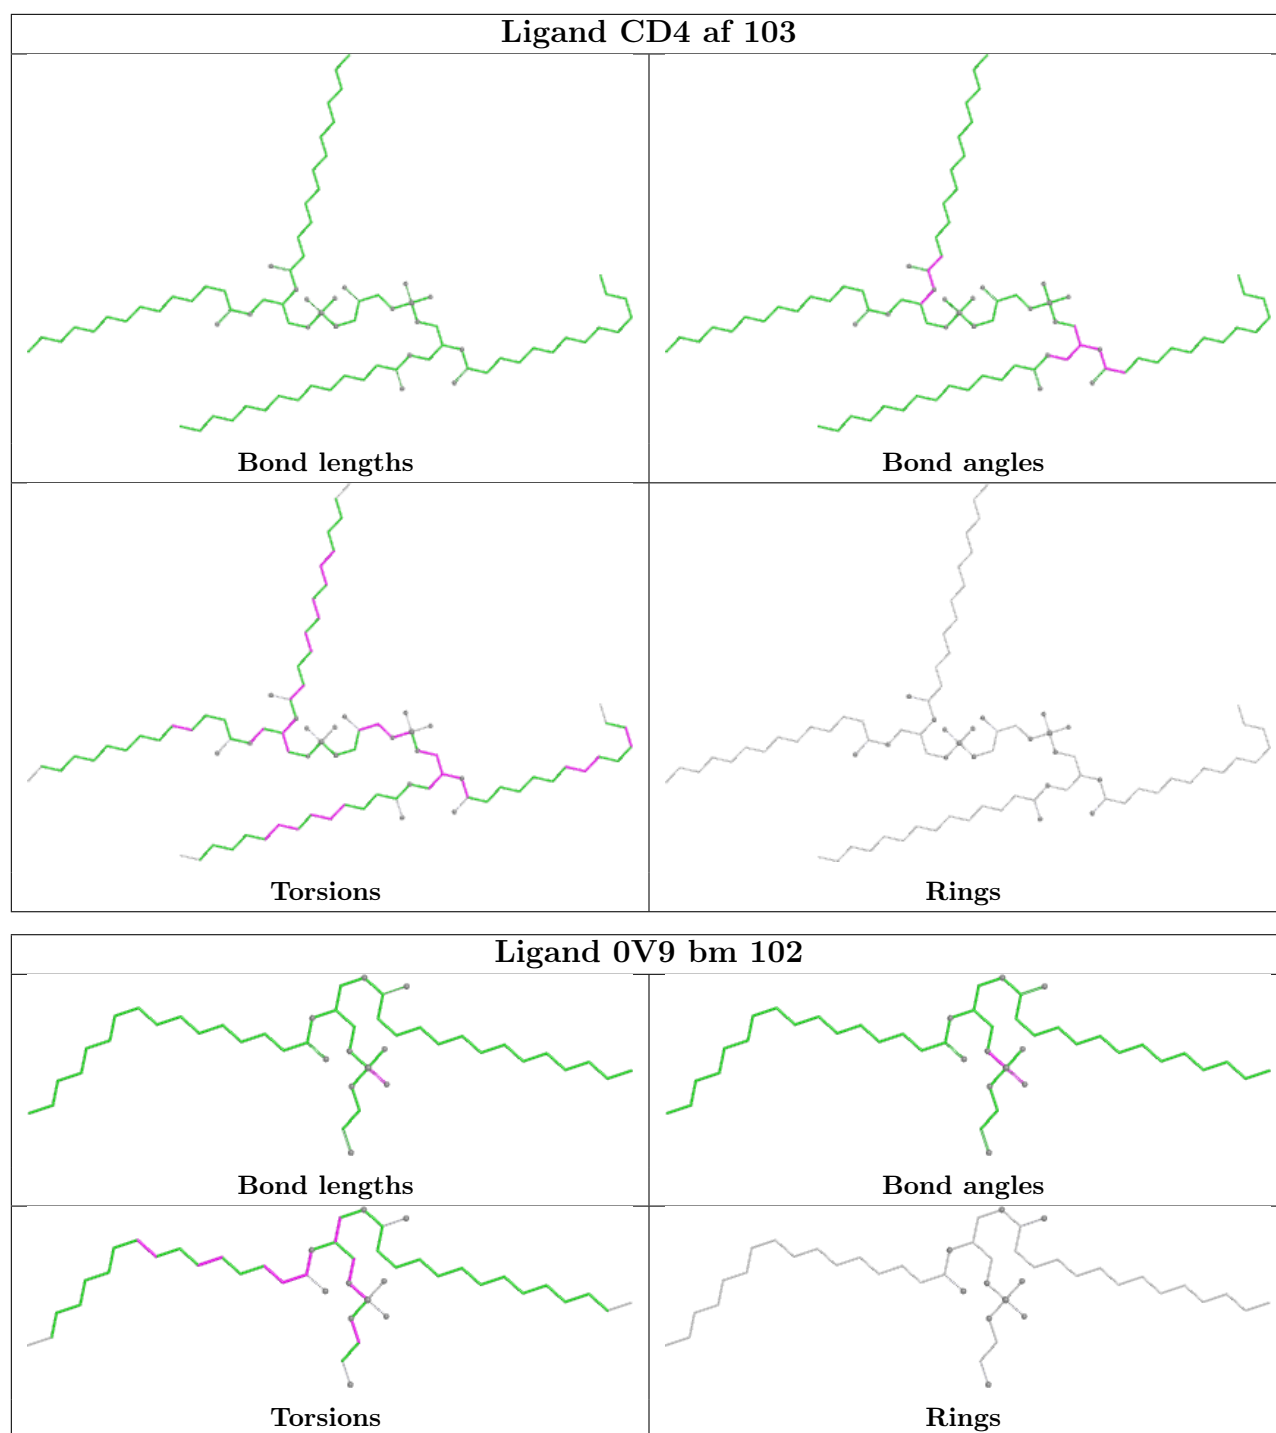 Ligand CD4 af 103
Bond lengths
Bond angles
Torsions
Rings
Ligand 0V9 bm 102
Bond lengths
Bond angles
Torsions
Rings